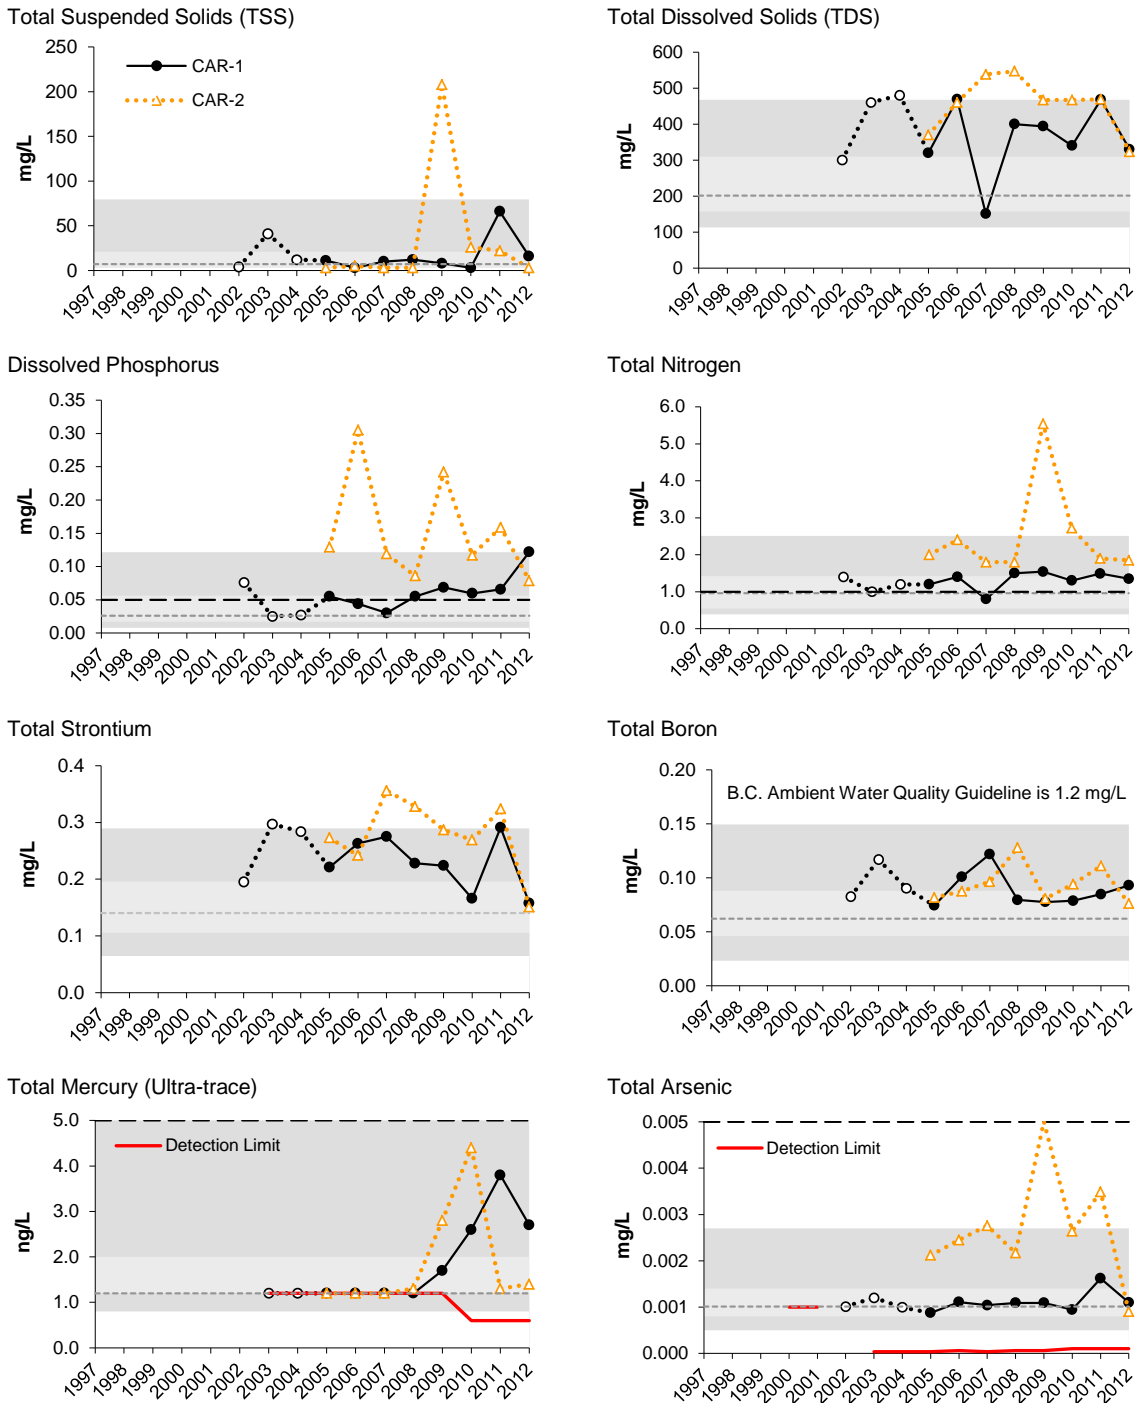 Total Suspended Solids (TSS)
250
200
150
100
50
0
mg/L
CAR-1
CAR-2
1997 1998 1999 2000 2001 2002 2003 2004 2005 2006 2007 2008 2009 2010 2011 2012
Total Dissolved Solids (TDS)
600
500
400
300
200
100
0
mg/L
1997 1998 1999 2000 2001 2002 2003 2004 2005 2006 2007 2008 2009 2010 2011 2012
Dissolved Phosphorus
0.35
0.30
0.25
0.20
0.15
0.10
0.05
0.00
mg/L
1997 1998 1999 2000 2001 2002 2003 2004 2005 2006 2007 2008 2009 2010 2011 2012
Total Nitrogen
6.0
5.0
4.0
3.0
2.0
1.0
0.0
mg/L
1997 1998 1999 2000 2001 2002 2003 2004 2005 2006 2007 2008 2009 2010 2011 2012
Total Strontium
0.4
0.3
0.2
0.1
0.0
mg/L
1997 1998 1999 2000 2001 2002 2003 2004 2005 2006 2007 2008 2009 2010 2011 2012
Total Boron
0.20
0.15
0.10
0.05
0.00
mg/L
B.C. Ambient Water Quality Guideline is 1.2 mg/L
1997 1998 1999 2000 2001 2002 2003 2004 2005 2006 2007 2008 2009 2010 2011 2012
Total Mercury (Ultra-trace)
5.0
4.0
3.0
2.0
1.0
0.0
ng/L
Detection Limit
1997 1998 1999 2000 2001 2002 2003 2004 2005 2006 2007 2008 2009 2010 2011 2012
Total Arsenic
0.005
0.004
0.003
0.002
0.001
0.000
mg/L
Detection Limit
1997 1998 1999 2000 2001 2002 2003 2004 2005 2006 2007 2008 2009 2010 2011 2012